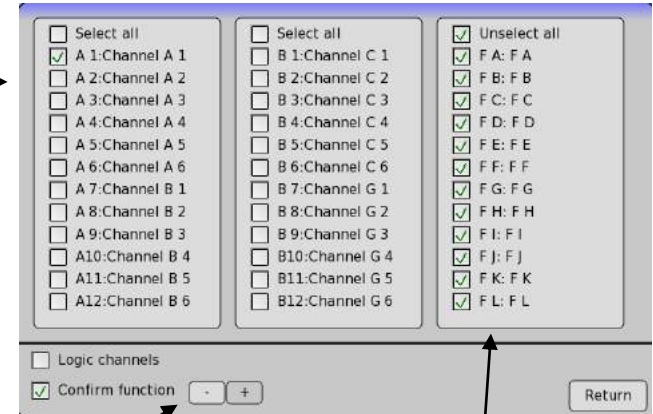 Select all
A 1:Channel A 1
A 2:Channel A 2
A 3:Channel A 3
A 4:Channel A 4
A 5:Channel A 5
A 6:Channel A 6
A 7:Channel B 1
A 8:Channel B 2
A 9:Channel B 3
A10:Channel B 4
A11:Channel B 5
A12:Channel B 6
Select all
B 1:Channel C 1
B 2:Channel C 2
B 3:Channel C 3
B 4:Channel C 4
B 5:Channel C 5
B 6:Channel C 6
B 7:Channel G 1
B 8:Channel G 2
B 9:Channel G 3
B10:Channel G 4
B11:Channel G 5
B12:Channel G 6
Unselect all
F A: F A
F B: F B
F C: F C
F D: F D
F E: F E
F F: F F
F G: F G
F H: F H
F I: F I
F J: F J
F K: F K
F L: F L
Logic channels
Confirm function - +
Return